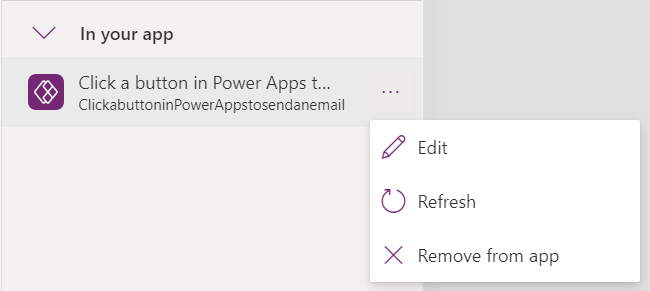 In your app
Click a button in Power Apps t...
ClickabuttoninPowerAppstosendanemail
Edit
Refresh
Remove from app